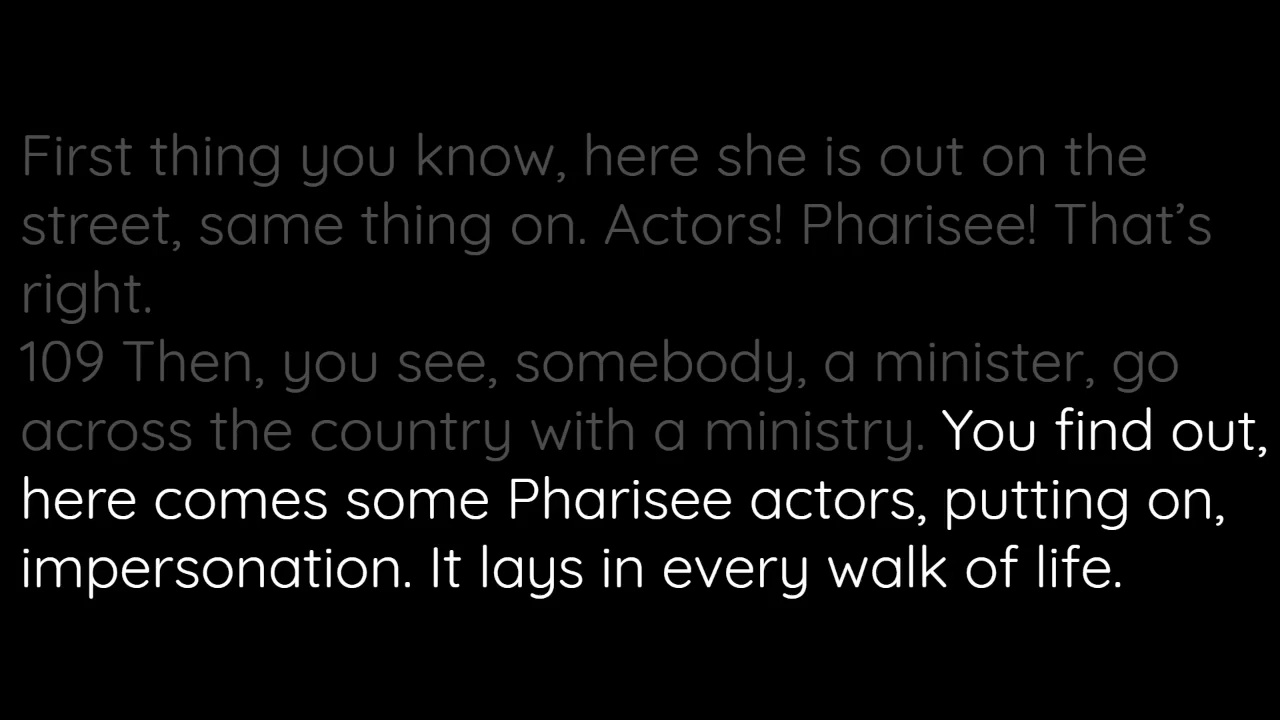 First thing you know, here she is out on the
street, same thing on. Actors! Pharisee! That’s
right.
109 Then, you see, somebody, a minister, go
across the country with a ministry. You find out,
here comes some Pharisee actors, putting on,
impersonation. It lays in every walk of life.